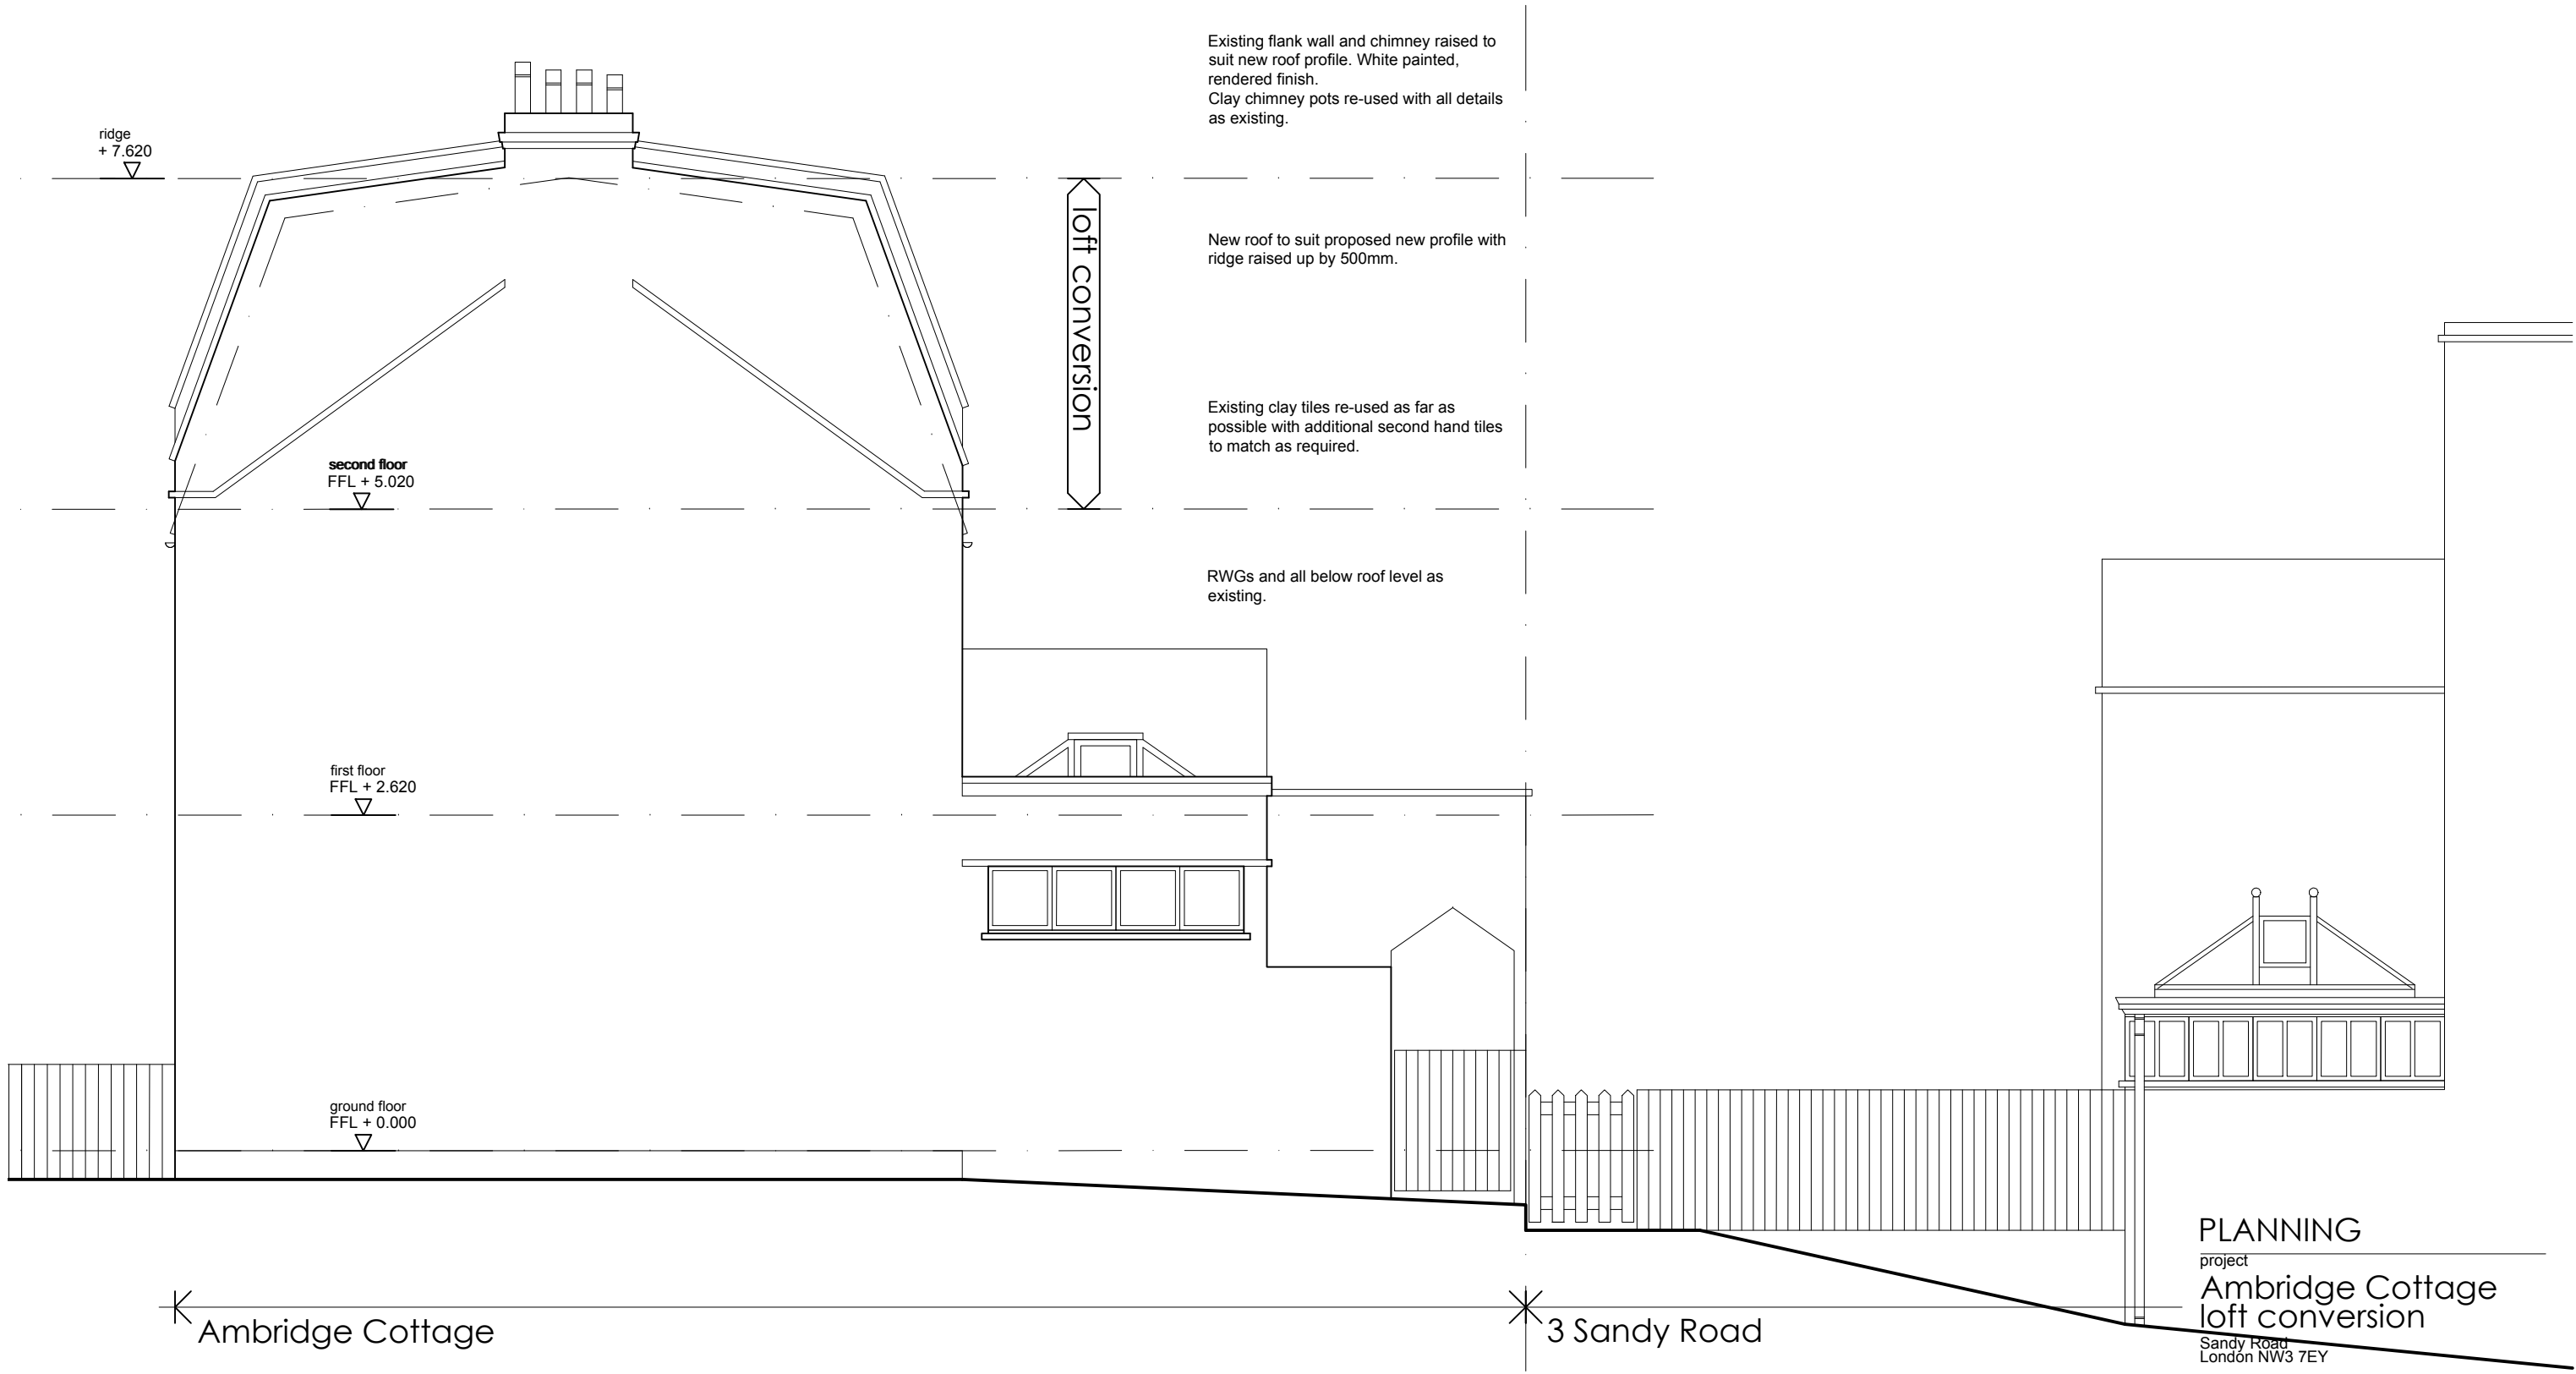 Existing flank wall and chimney raised to
suit new roof profile. White painted,
rendered finish.
Clay chimney pots re-used with all details
as existing.
ridge
+ 7.620
loft conversion
New roof to suit proposed new profile with
ridge raised up by 500mm.
Existing clay tiles re-used as far as
possible with additional second hand tiles
to match as required.
second floor
FFL + 5.020
RWGs and all below roof level as
existing.
first floor
FFL + 2.620
ground floor
FFL + 0.000
Ambridge Cottage
3 Sandy Road
PLANNING
project
Ambridge Cottage
loft conversion
Sandy Road
London NW3 7EY